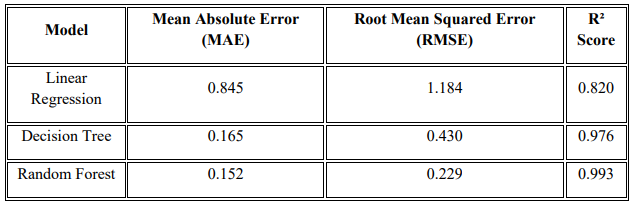 Model Mean Absolute Error (MAE) Root Mean Squared Error (RMSE) R² Score
Linear Regression 0.845 1.184 0.820
Decision Tree 0.165 0.430 0.976
Random Forest 0.152 0.229 0.993